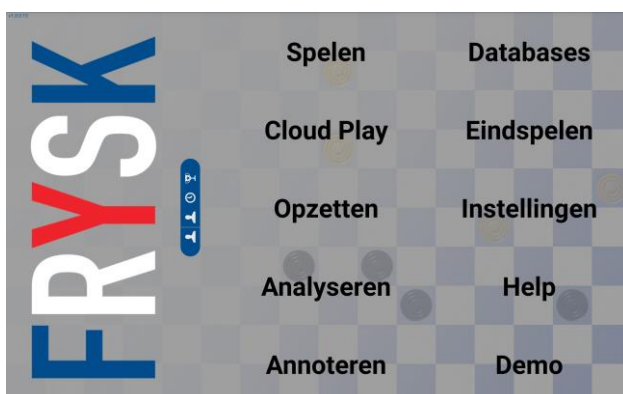 FRYSK
Spelen
Databases
Cloud Play
Eindspelen
Opzetten
Instellingen
Analyseren
Help
Annoteren
Demo